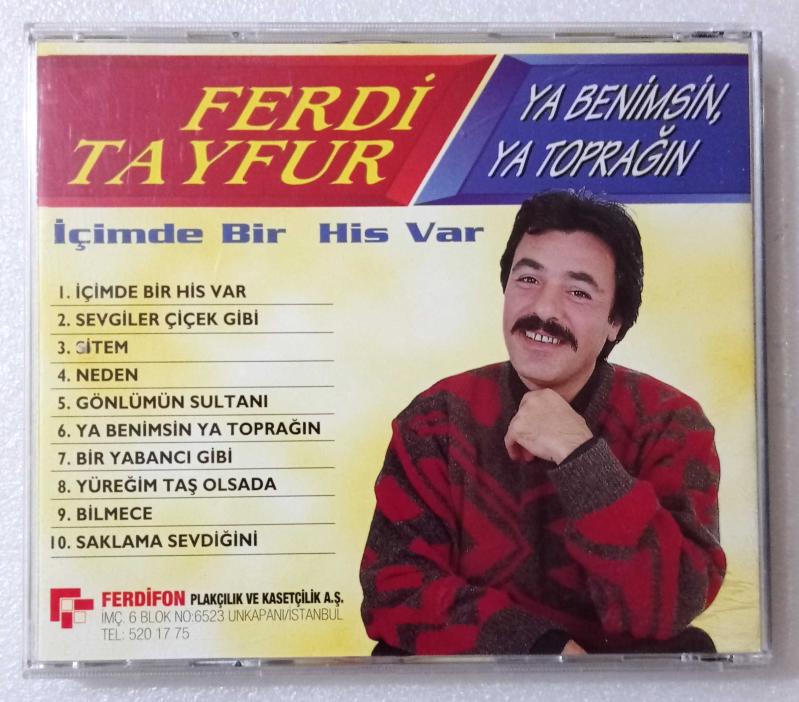 FERDİ
TAYFUR
YA BENİMSİN,
YA TOPRAĞIN
İçimde Bir His Var
1. İÇİMDE BİR HİS VAR
2. SEVGİLER ÇİÇEK GİBİ
3. SİTEM
4. NEDEN
5. GÖNLÜMÜN SULTANI
6. YA BENİMSİN YA TOPRAĞIN
7. BİR YABANCI GİBİ
8. YÜREĞİM TAŞ OLSADA
9. BİLMECE
10. SAKLAMA SEVDİĞİNİ
FERDİFON PLAKÇILIK VE KASETÇİLİK A.Ş.
İMÇ. 6 BLOK NO:6523 UNKAPANI/İSTANBUL
TEL: 520 17 75